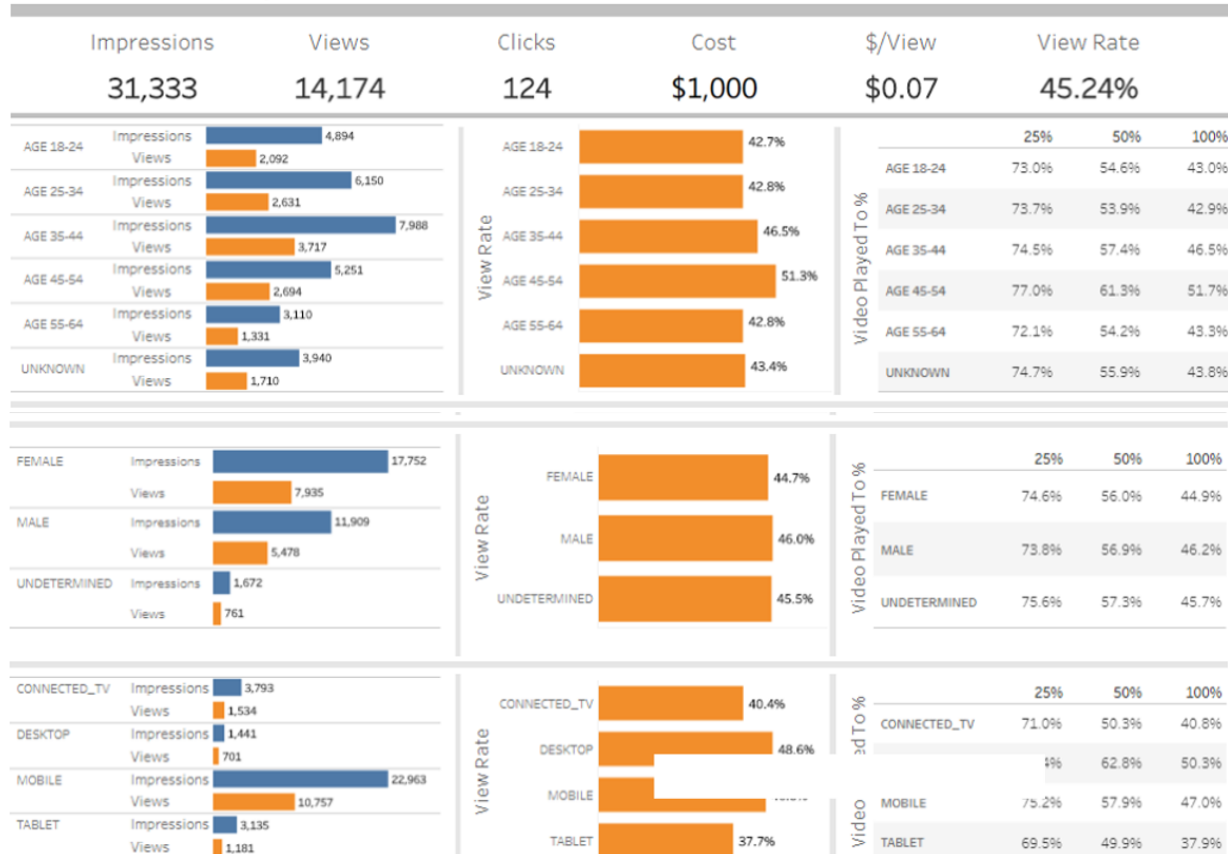 Impressions Views Clicks Cost $/View View Rate
31,333 14,174 124 $1,000 $0.07 45.24%
AGE 18-24 Impressions 4,894
Views 2,092
AGE 25-34 Impressions 6,150
Views 2,631
AGE 35-44 Impressions 7,988
Views 3,717
AGE 45-54 Impressions 5,251
Views 2,694
AGE 55-64 Impressions 3,110
Views 1,331
UNKNOWN Impressions 3,940
Views 1,710
View Rate
AGE 18-24 42.7%
AGE 25-34 42.8%
AGE 35-44 46.5%
AGE 45-54 51.3%
AGE 55-64 42.8%
UNKNOWN 43.4%
Video Played To %
25% 50% 100%
AGE 18-24 73.0% 54.6% 43.0%
AGE 25-34 73.7% 53.9% 42.9%
AGE 35-44 74.5% 57.4% 46.5%
AGE 45-54 77.0% 61.3% 51.7%
AGE 55-64 72.1% 54.2% 43.3%
UNKNOWN 74.7% 55.9% 43.8%
FEMALE Impressions 17,752
Views 7,935
MALE Impressions 11,909
Views 5,478
UNDETERMINED Impressions 1,672
Views 761
View Rate
FEMALE 44.7%
MALE 46.0%
UNDETERMINED 45.5%
Video Played To %
25% 50% 100%
FEMALE 74.6% 56.0% 44.9%
MALE 73.8% 56.9% 46.2%
UNDETERMINED 75.6% 57.3% 45.7%
CONNECTED_TV Impressions 3,793
Views 1,534
DESKTOP Impressions 1,441
Views 701
MOBILE Impressions 22,963
Views 10,757
TABLET Impressions 3,135
Views 1,181
View Rate
CONNECTED_TV 40.4%
DESKTOP 48.6%
MOBILE
TABLET 37.7%
Video ed To %
25% 50% 100%
CONNECTED_TV 71.0% 50.3% 40.8%
62.8% 50.3%
MOBILE 75.2% 57.9% 47.0%
TABLET 69.5% 49.9% 37.9%